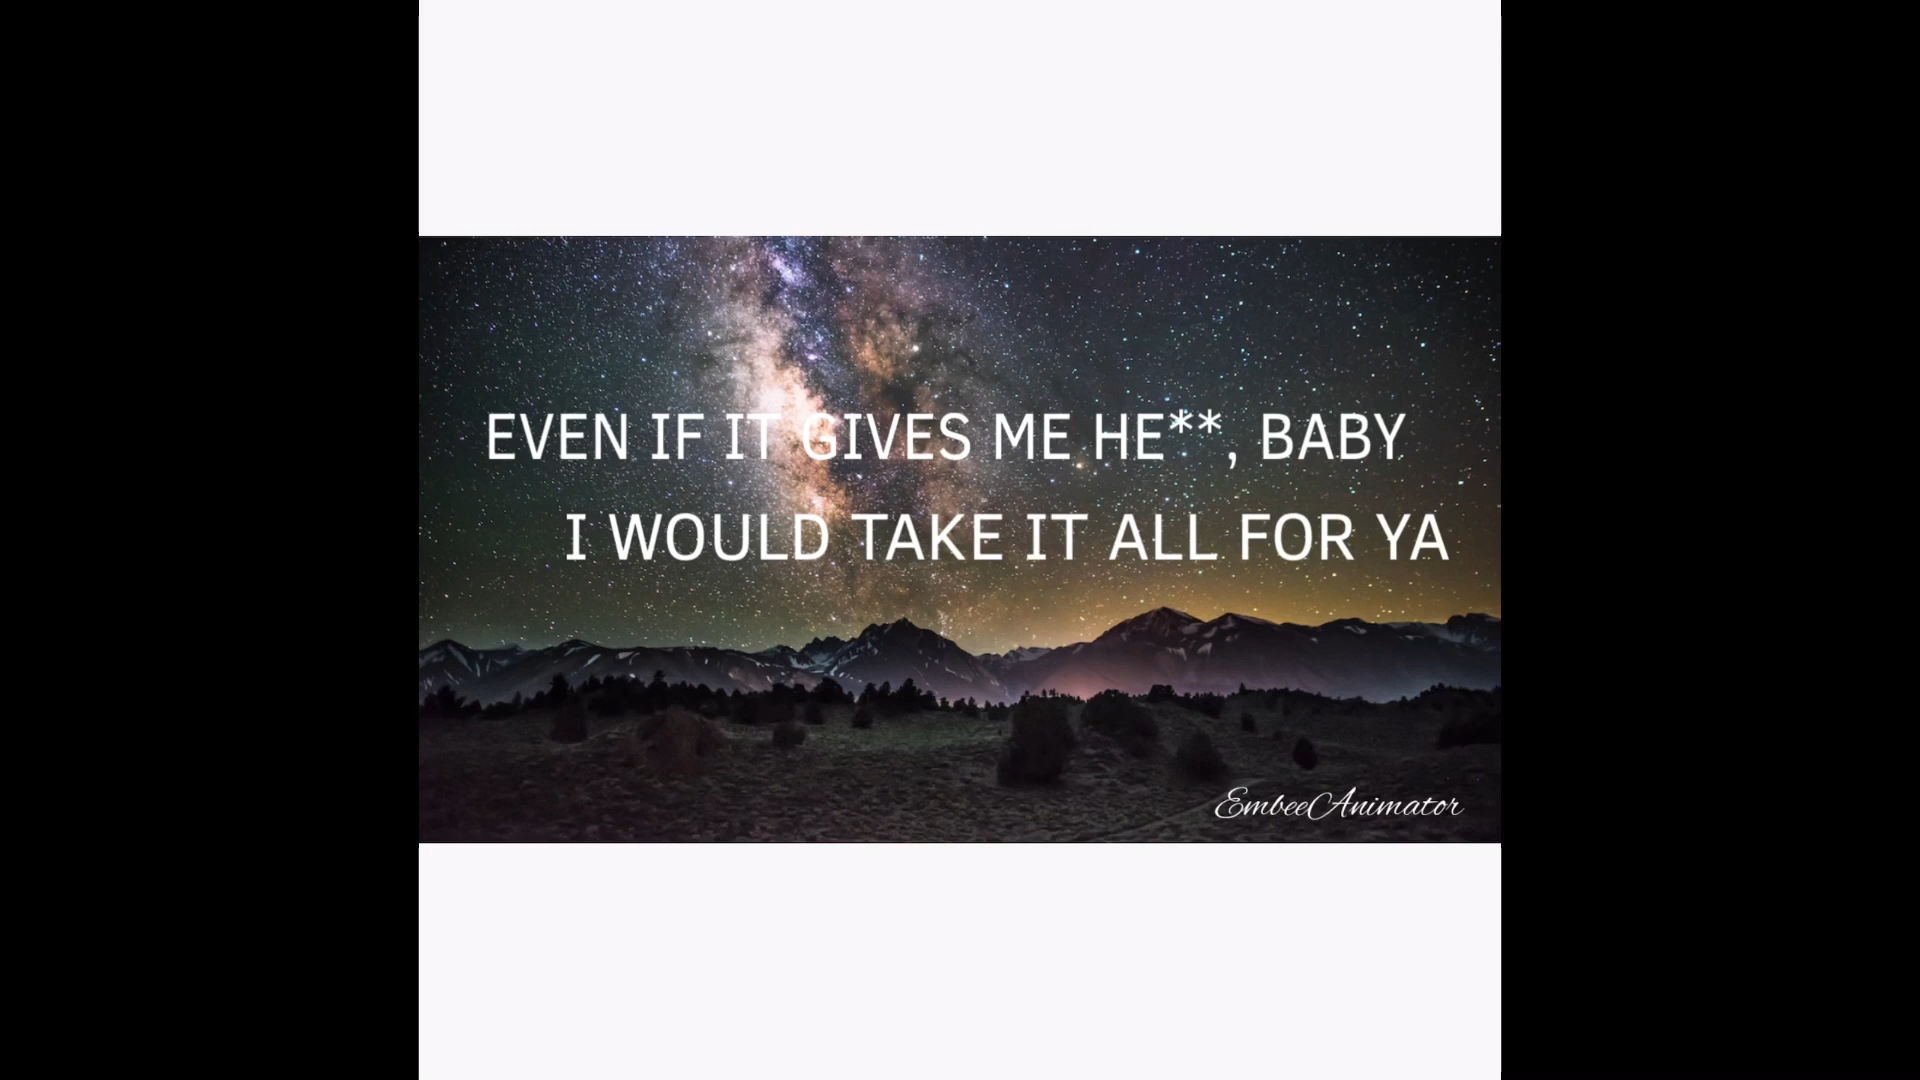 EVEN IF IT GIVES ME HE**, BABY
I WOULD TAKE IT ALL FOR YA
EmbeeAnimator